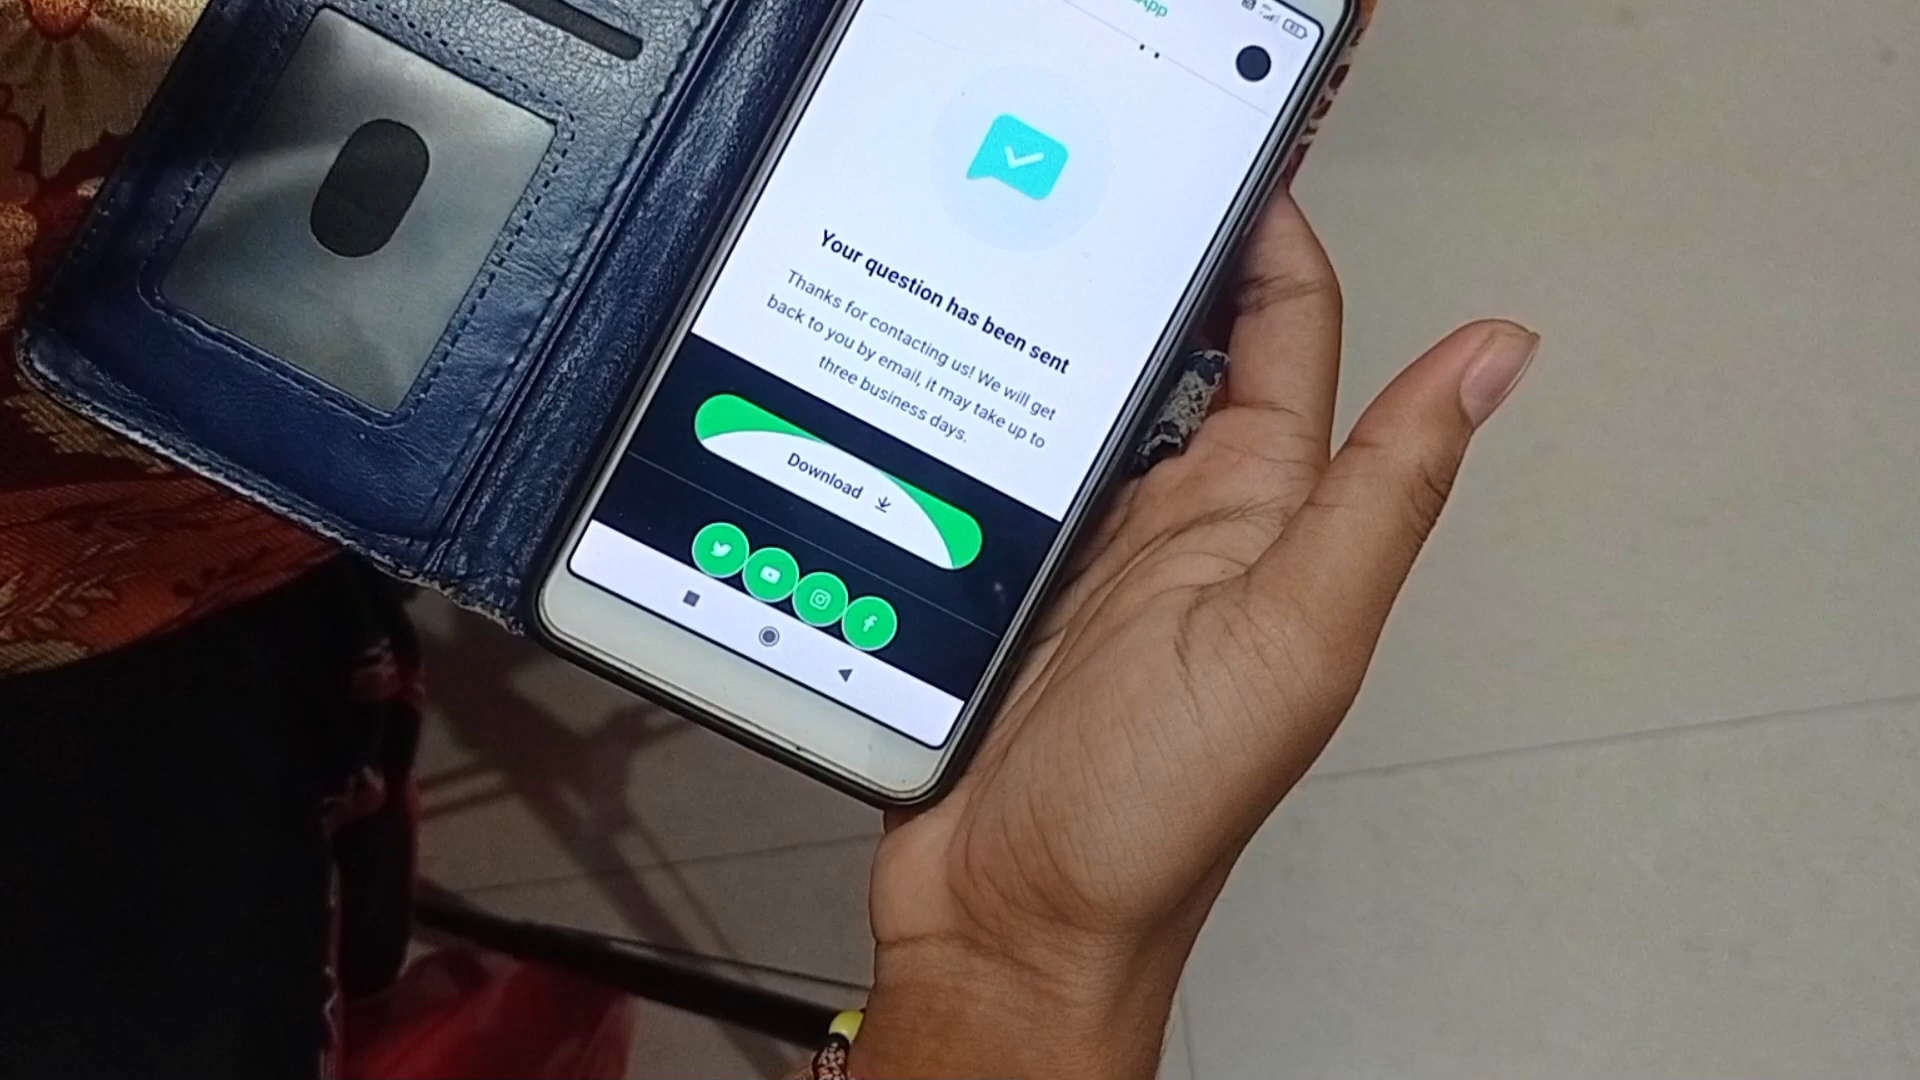 App
Your question has been sent
Thanks for contacting us! We will get
back to you by email, it may take up to
three business days.
Download